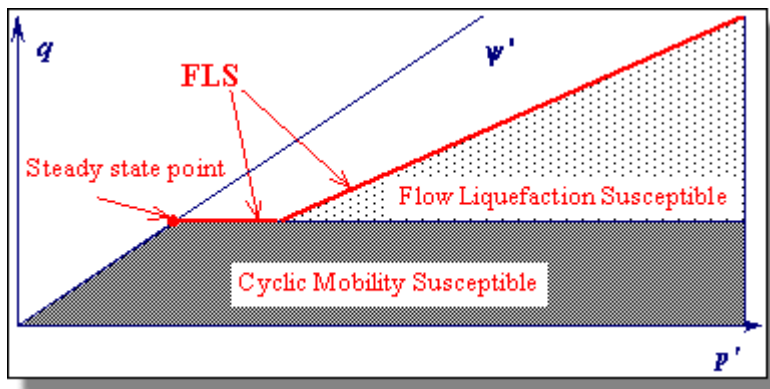 q
ψ'
FLS
Steady state point
Flow Liquefaction Susceptible
Cyclic Mobility Susceptible
p'